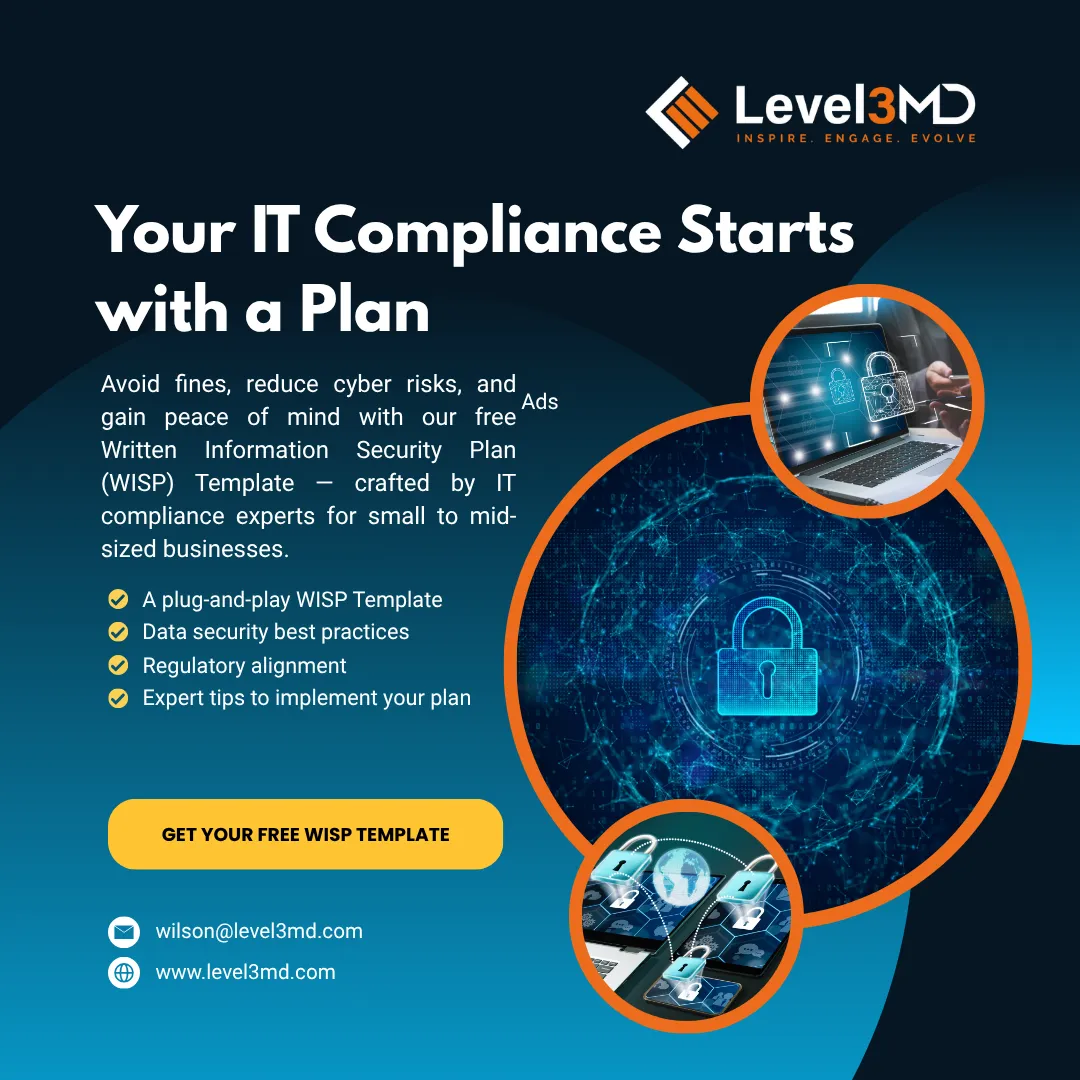 Level3MD
INSPIRE. ENGAGE. EVOLVE
Your IT Compliance Starts
with a Plan
Avoid fines, reduce cyber risks, and
gain peace of mind with our free
Written Information Security Plan
(WISP) Template — crafted by IT
compliance experts for small to mid-
sized businesses.
Ads
A plug-and-play WISP Template
Data security best practices
Regulatory alignment
Expert tips to implement your plan
GET YOUR FREE WISP TEMPLATE
wilson@level3md.com
www.level3md.com